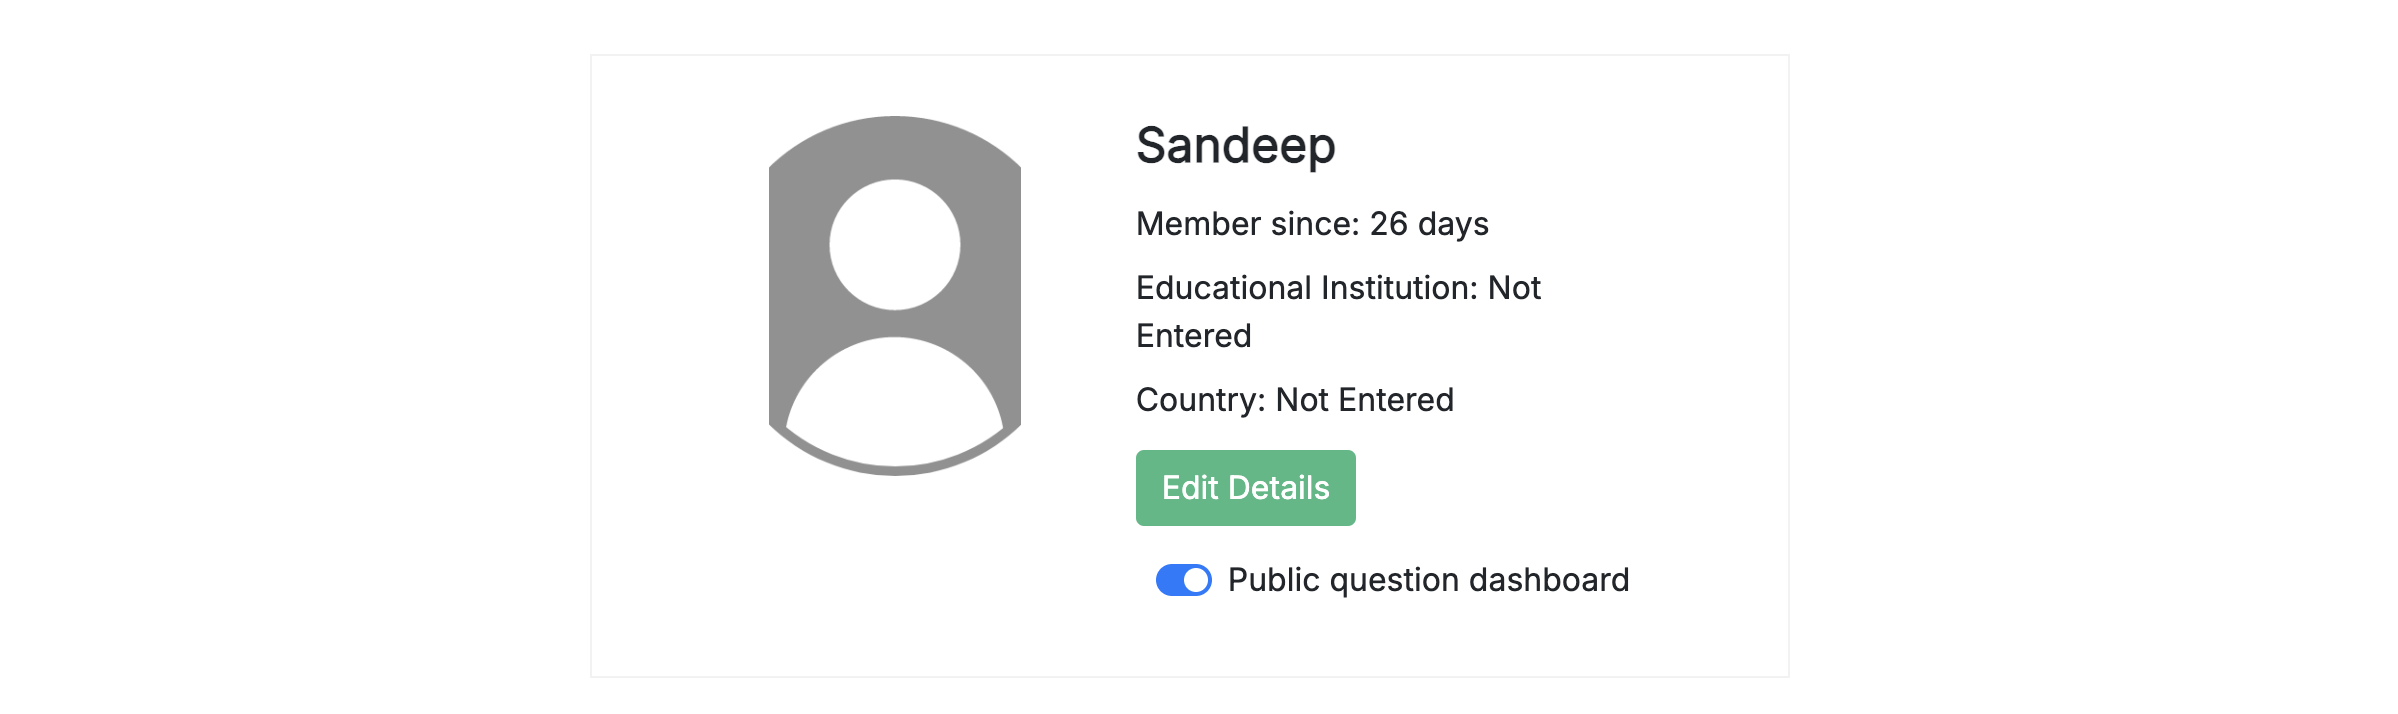 Sandeep
Member since: 26 days
Educational Institution: Not
Entered
Country: Not Entered
Edit Details
Public question dashboard